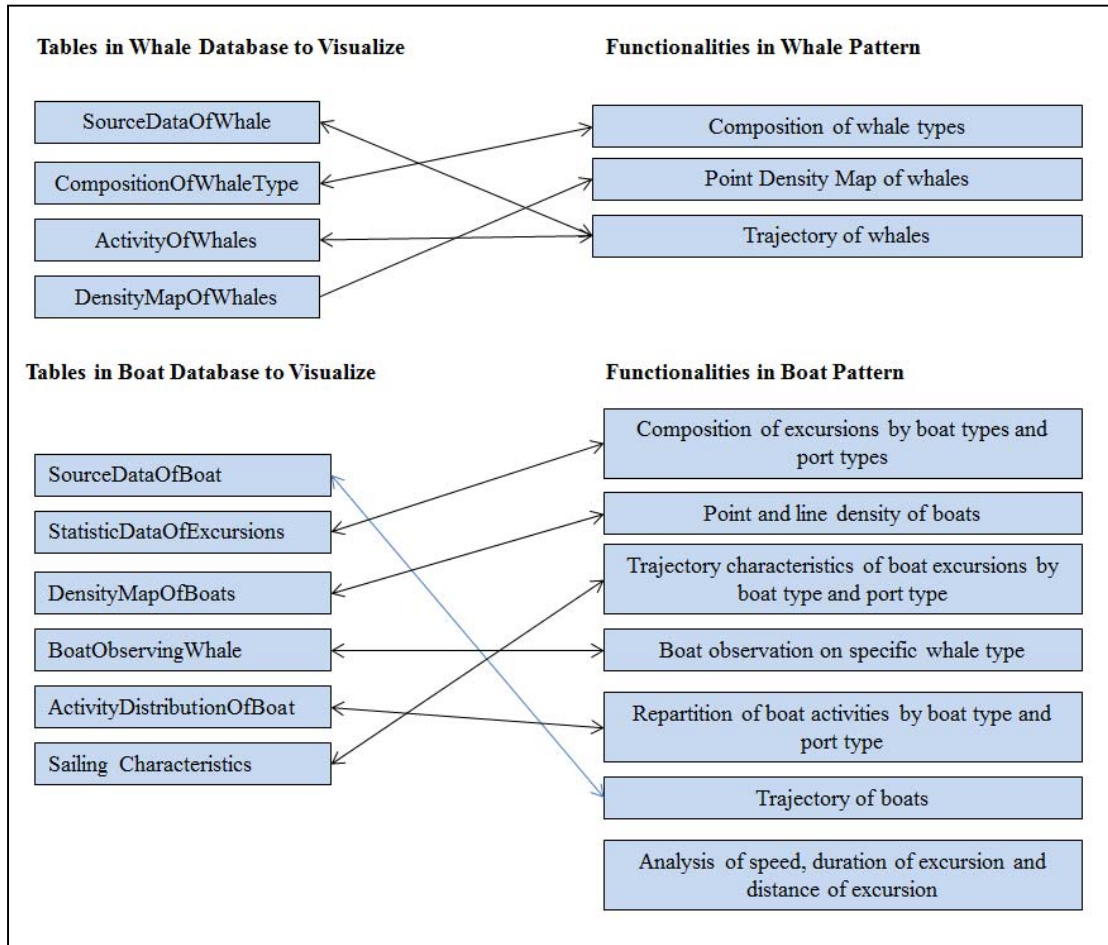 Tables in Whale Database to Visualize
Functionalities in Whale Pattern
SourceDataOfWhale
CompositionOfWhaleType
ActivityOfWhales
DensityMapOfWhales
Composition of whale types
Point Density Map of whales
Trajectory of whales
Tables in Boat Database to Visualize
Functionalities in Boat Pattern
SourceDataOfBoat
StatisticDataOfExcursions
DensityMapOfBoats
BoatObservingWhale
ActivityDistributionOfBoat
Sailing Characteristics
Composition of excursions by boat types and
port types
Point and line density of boats
Trajectory characteristics of boat excursions by
boat type and port type
Boat observation on specific whale type
Repartition of boat activities by boat type and
port type
Trajectory of boats
Analysis of speed, duration of excursion and
distance of excursion